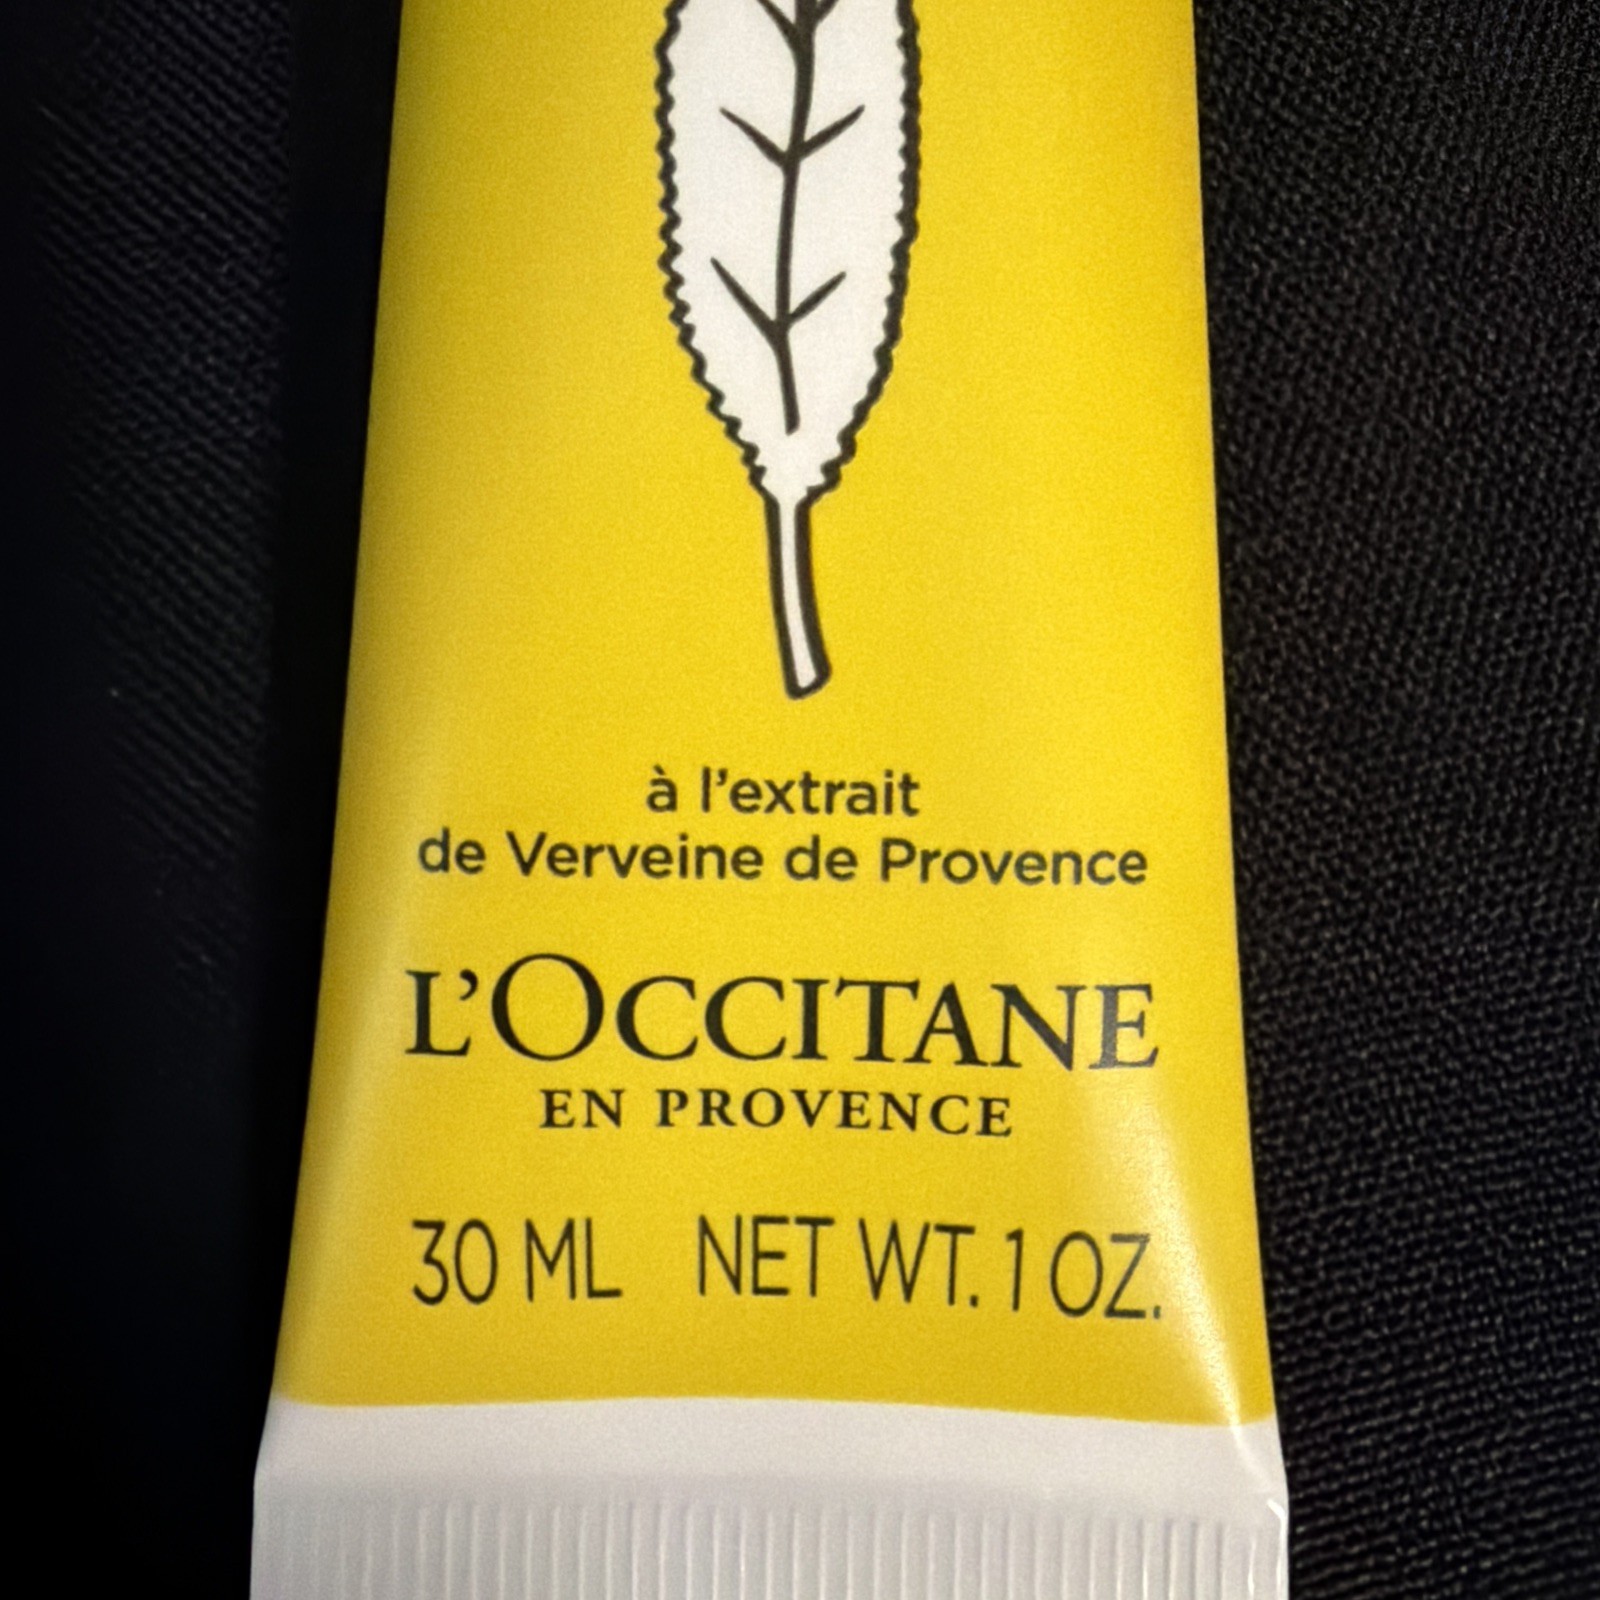 à l’extrait
de Verveine de Provence
L’OCCITANE
EN PROVENCE
30 ML NET WT. 1 OZ.